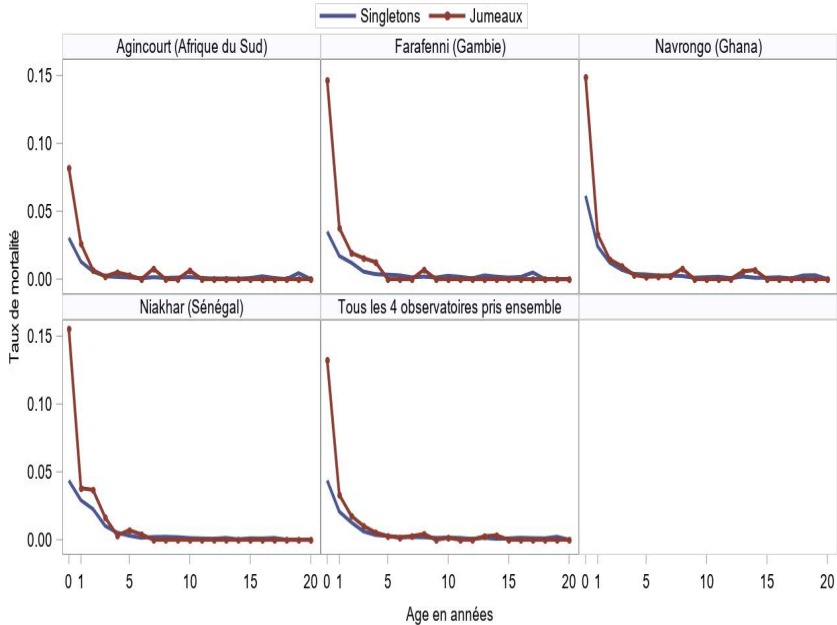 Singletons Jumeaux
Agincourt (Afrique du Sud) Farafenni (Gambie) Navrongo (Ghana)
0.15
0.10
0.05
0.00
Taux de mortalité
Niakhar (Sénégal) Tous les 4 observatoires pris ensemble
0.15
0.10
0.05
0.00
0 1 5 10 15 20 0 1 5 10 15 20 0 1 5 10 15 20
Age en années